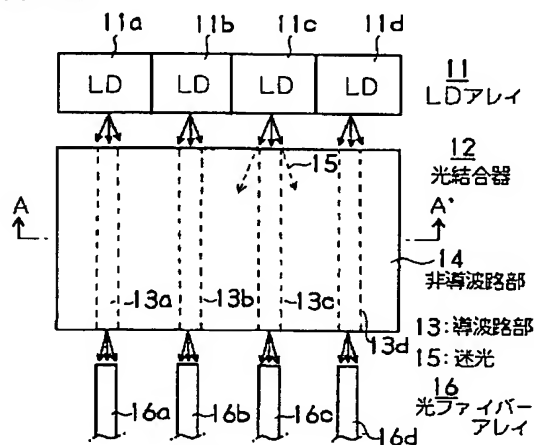 11a 11b 11c 11d
LD LD LD LD
11
LDアレイ
12
光結合器
15
A A'
14
非導波路部
13a 13b 13c 13d
13:導波路部
15:迷光
16
光ファイバー
アレイ
16a 16b 16c 16d